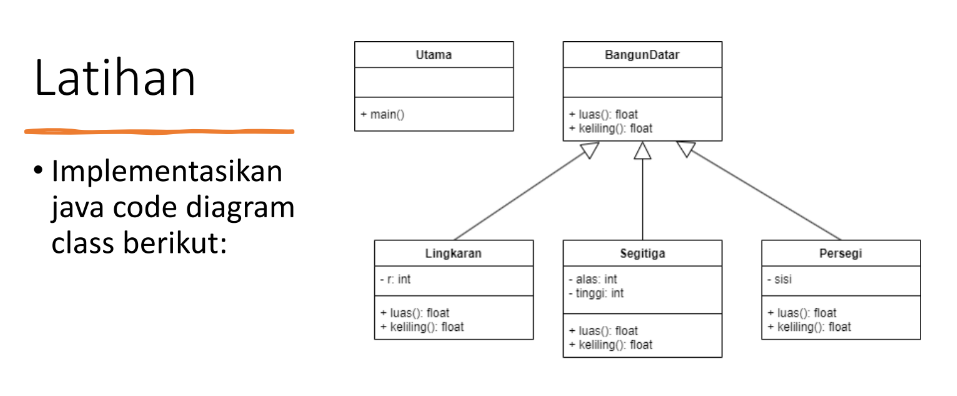 Latihan
• Implementasikan
java code diagram
class berikut:
Utama
+ main()
BangunDatar
+ luas(): float
+ keliling(): float
Lingkaran
- r: int
+ luas(): float
+ keliling(): float
Segitiga
- alas: int
- tinggi: int
+ luas(): float
+ keliling(): float
Persegi
- sisi
+ luas(): float
+ keliling(): float